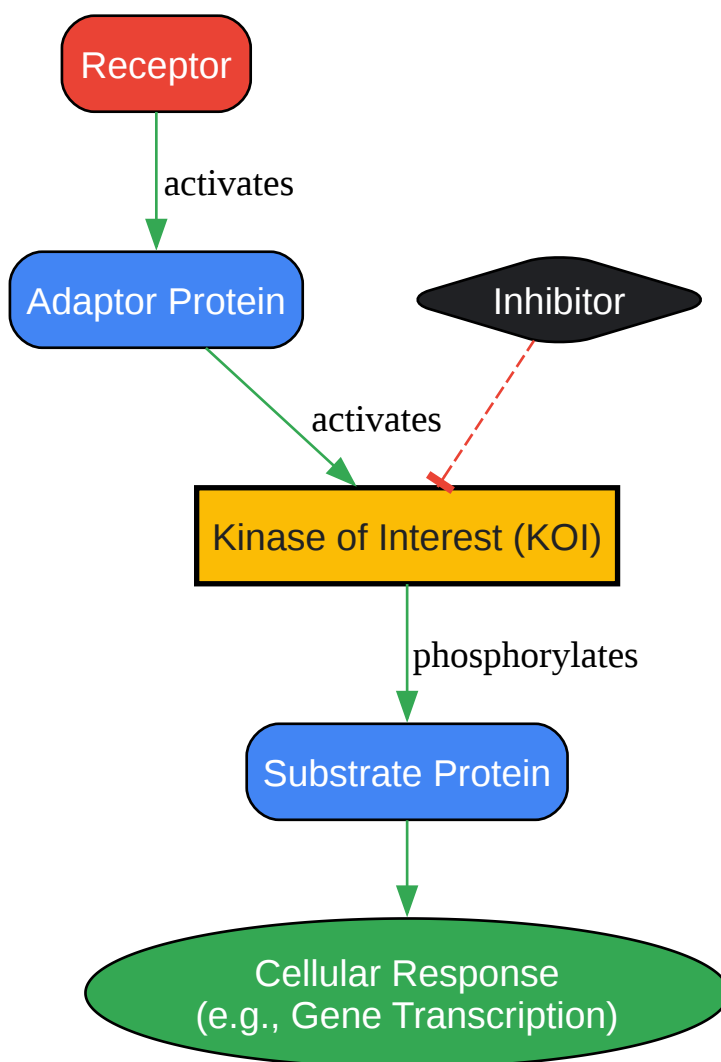 Receptor
activates
Adaptor Protein
Inhibitor
activates
Kinase of Interest (KOI)
phosphorylates
Substrate Protein
Cellular Response
(e.g., Gene Transcription)